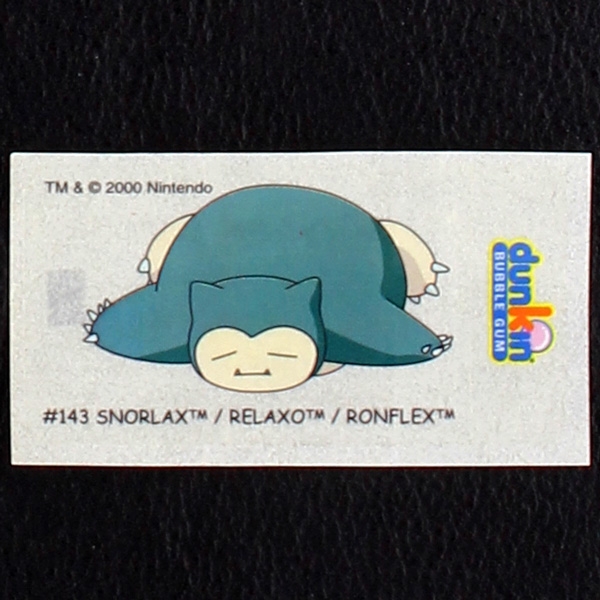 TM & © 2000 Nintendo
dunkin
BUBBLE GUM
#143 SNORLAX™ / RELAXO™ / RONFLEX™